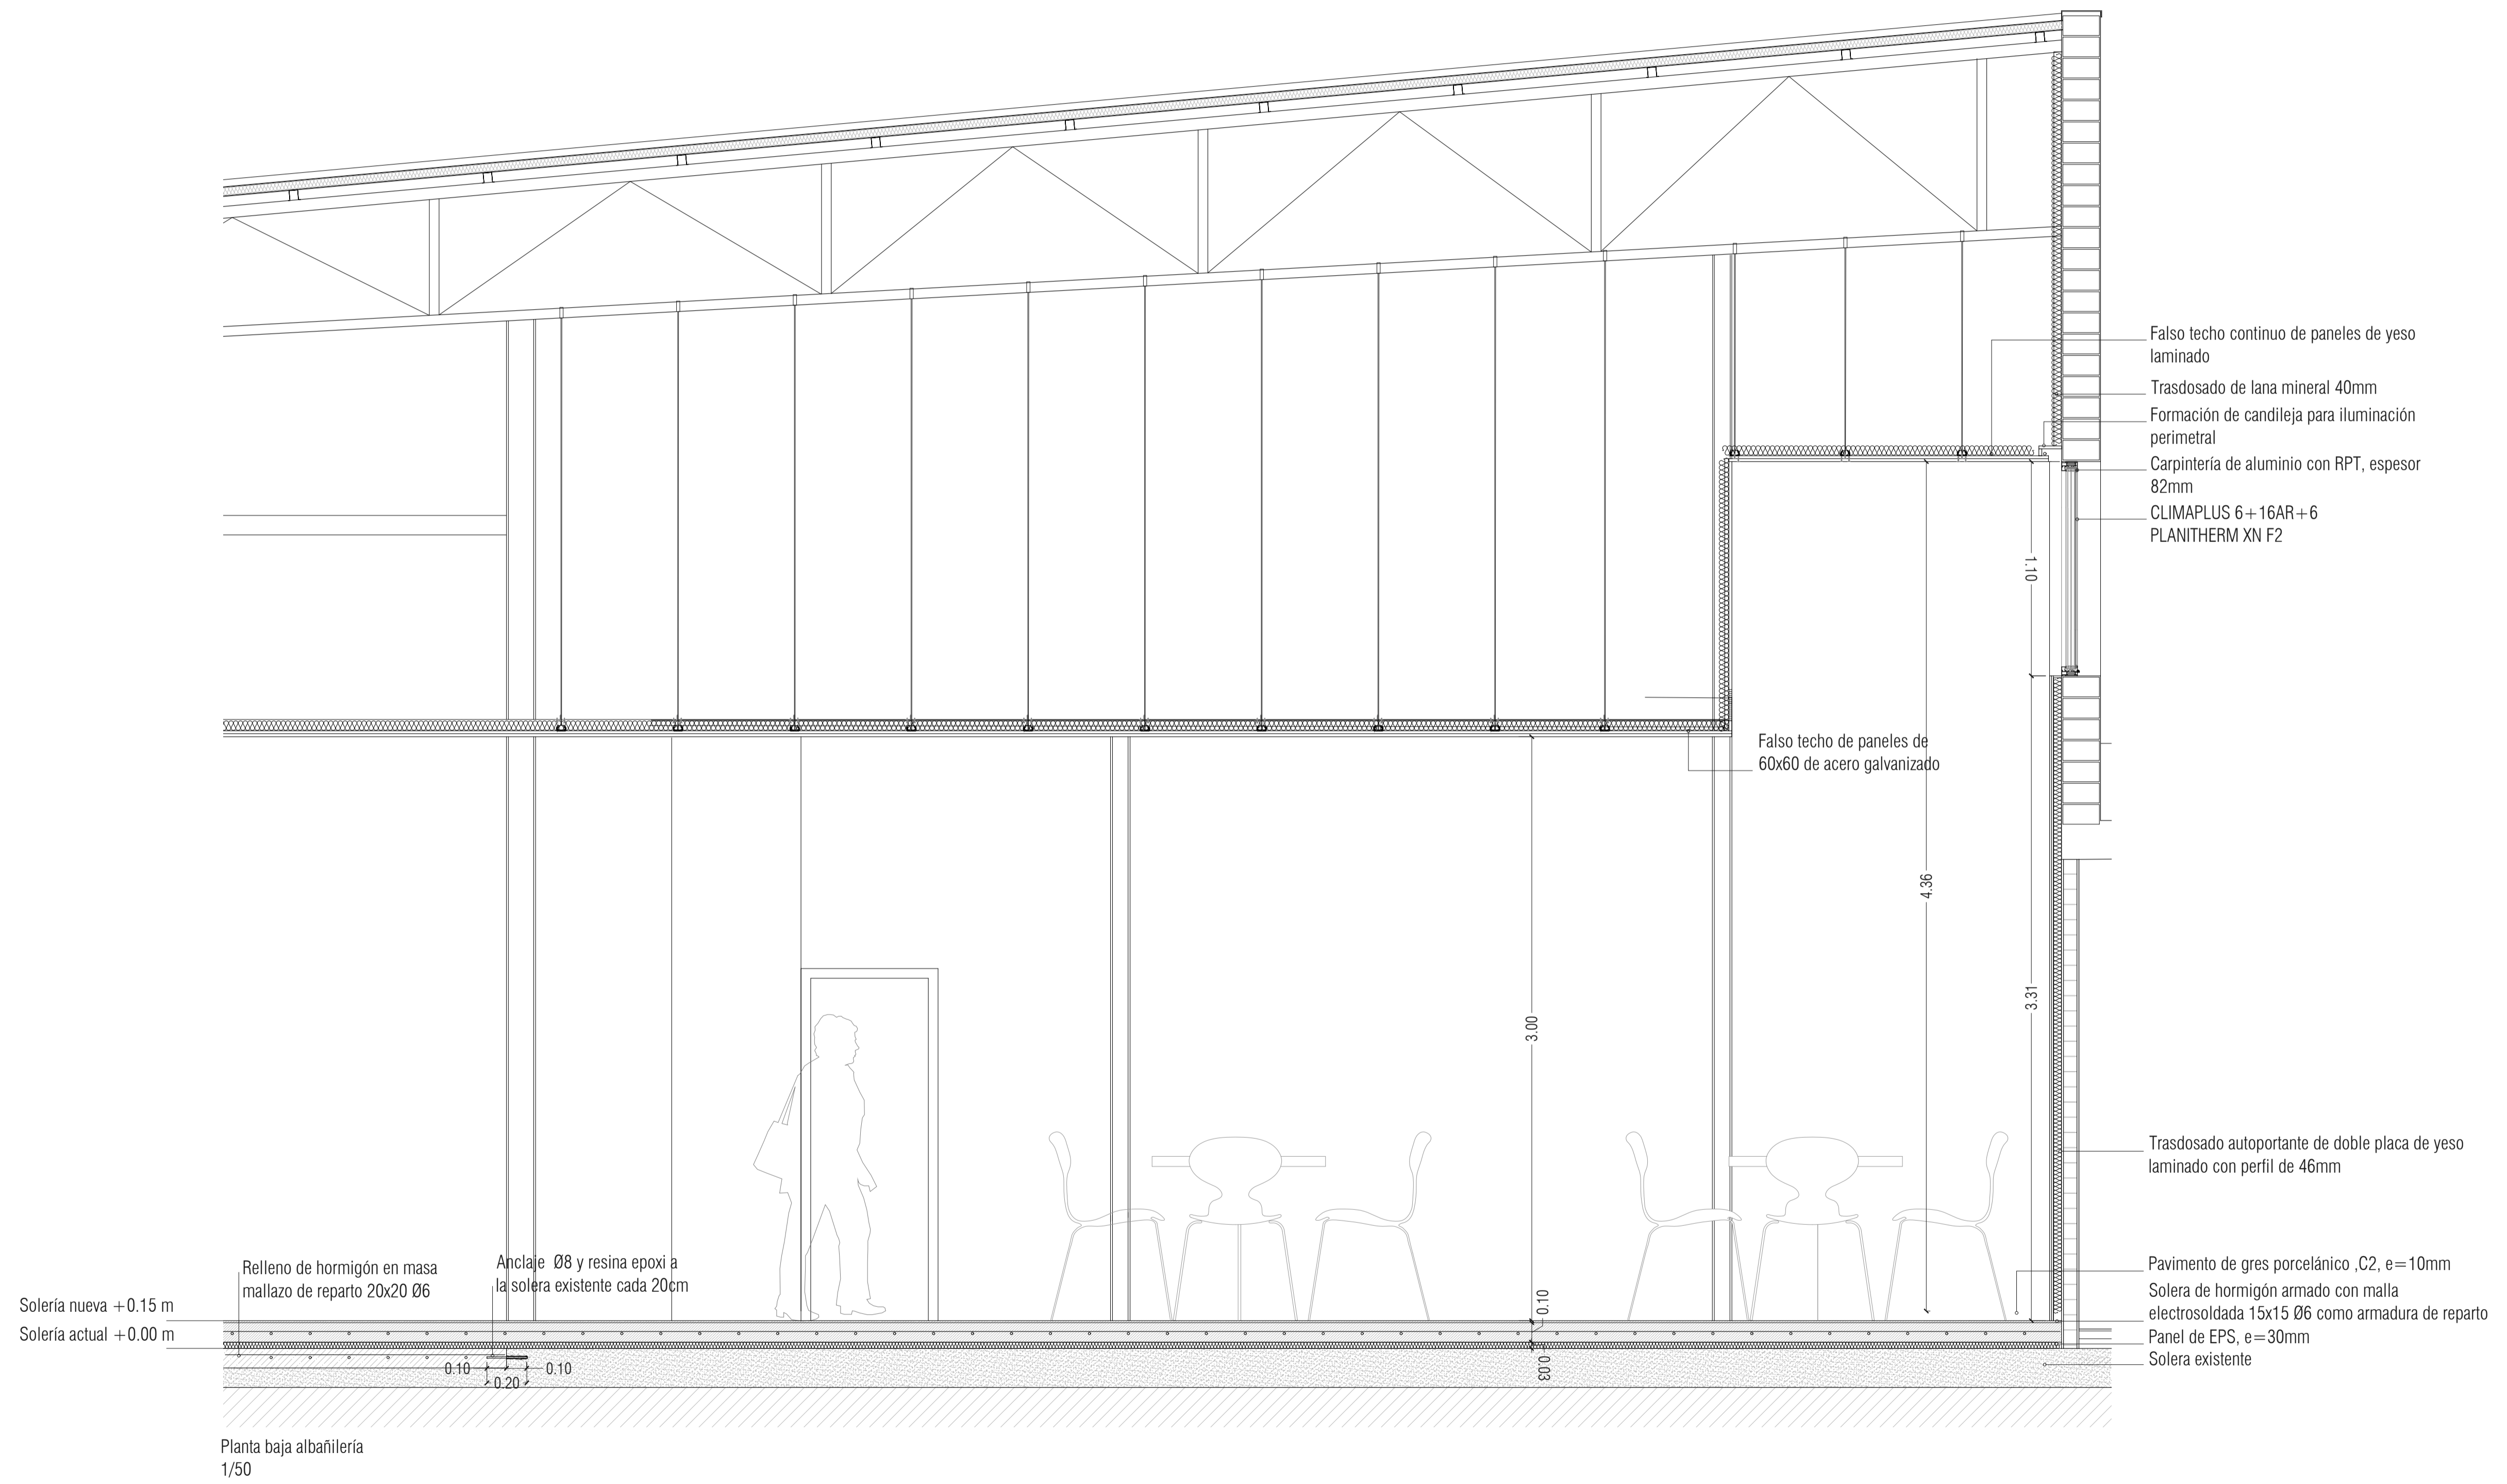 Falso techo continuo de paneles de yeso
laminado
Trasdosado de lana mineral 40mm
Formación de candileja para iluminación
perimetral
Carpintería de aluminio con RPT, espesor
82mm
CLIMAPLUS 6+16AR+6
PLANITHERM XN F2
1.10
Falso techo de paneles de
60x60 de acero galvanizado
4.36
3.31
3.00
Trasdosado autoportante de doble placa de yeso
laminado con perfil de 46mm
Relleno de hormigón en masa
mallazo de reparto 20x20 Ø6
Anclaje Ø8 y resina epoxi a
la solera existente cada 20cm
Solería nueva +0.15 m
Solería actual +0.00 m
0.10
0.03
0.10
0.10
0.20
Pavimento de gres porcelánico ,C2, e=10mm
Solera de hormigón armado con malla
electrosoldada 15x15 Ø6 como armadura de reparto
Panel de EPS, e=30mm
Solera existente
Planta baja albañilería
1/50